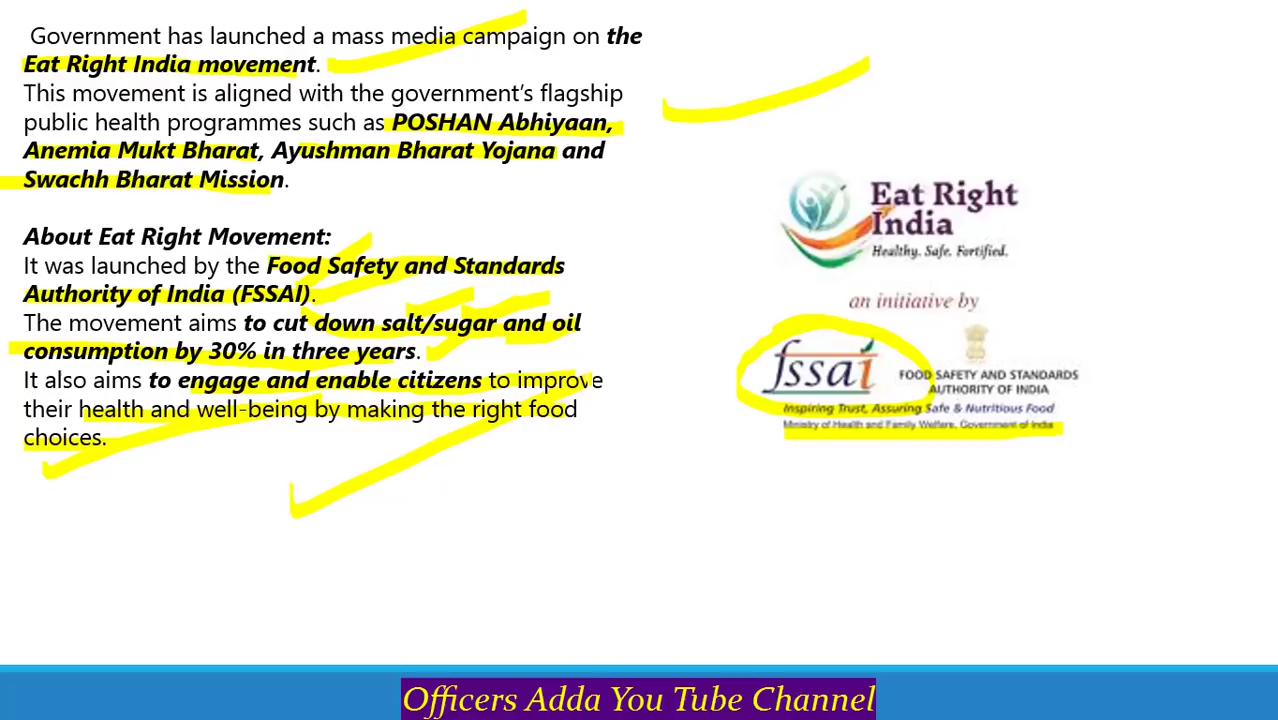 Government has launched a mass media campaign on the
Eat Right India movement.
This movement is aligned with the government's flagship
public health programmes such as POSHAN Abhiyaan,
Anemia Mukt Bharat, Ayushman Bharat Yojana and
Swachh Bharat Mission.
About Eat Right Movement:
It was launched by the Food Safety and Standards
Authority of India (FSSAI).
The movement aims to cut down salt/sugar and oil
consumption by 30% in three years.
It also aims to engage and enable citizens to improve
their health and well-being by making the right food
choices.
Eat Right
India
Healthy. Safe. Fortified.
an initiative by
fssai
FOOD SAFETY AND STANDARDS
AUTHORITY OF INDIA
Inspiring Trust, Assuring Safe & Nutritious Food
Ministry of Health and Family Welfare, Government of India
Officers Adda You Tube Channel